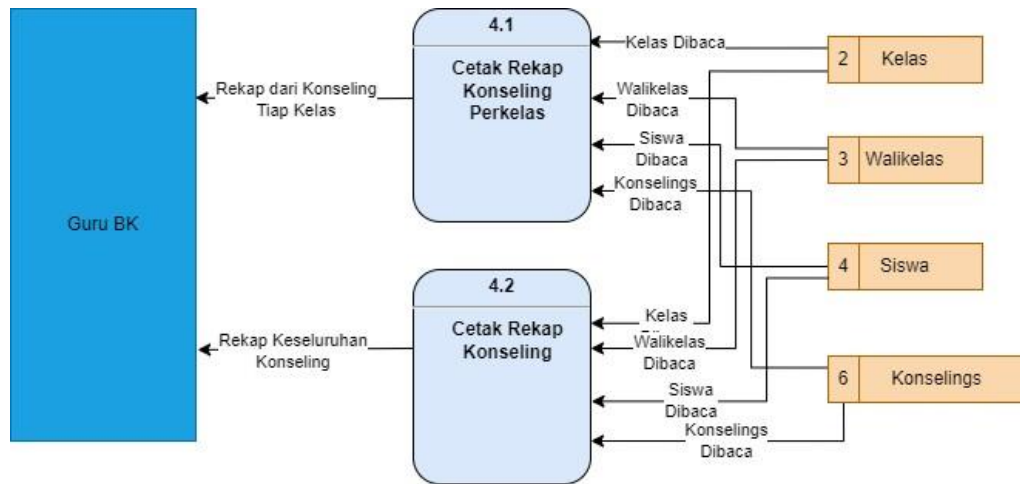 Guru BK
Rekap dari Konseling
Tiap Kelas
4.1
Cetak Rekap
Konseling
Perkelas
Kelas Dibaca
Walikelas
Dibaca
Siswa
Dibaca
Konselings
Dibaca
2 Kelas
3 Walikelas
4 Siswa
6 Konselings
Rekap Keseluruhan
Konseling
4.2
Cetak Rekap
Konseling
Kelas
Walikelas
Dibaca
Siswa
Dibaca
Konselings
Dibaca